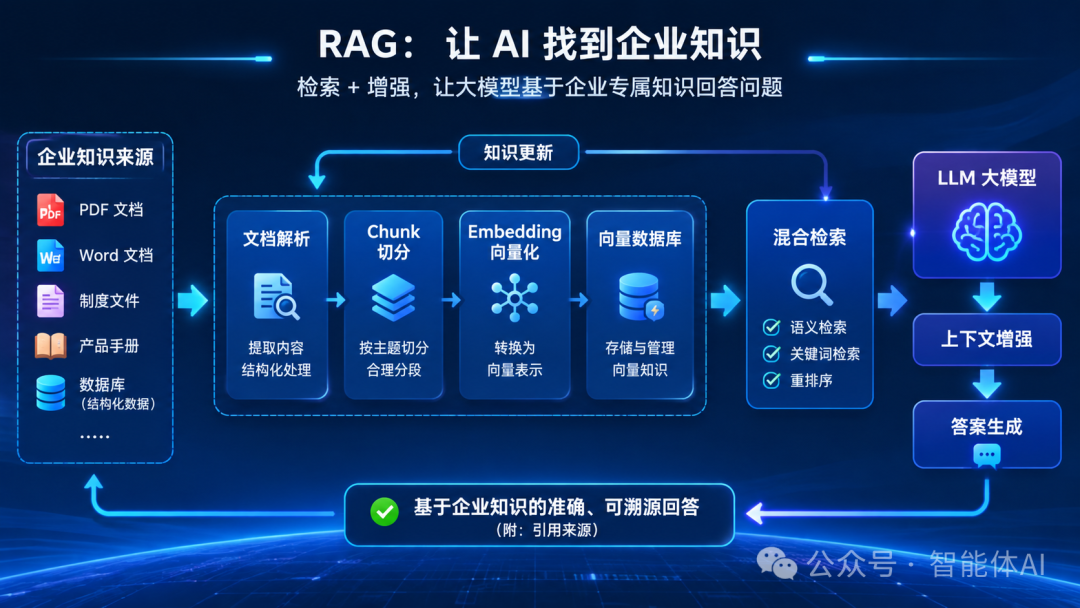 RAG： 让 AI 找到企业知识
检索 + 增强，让大模型基于企业专属知识回答问题
企业知识来源
PDF
PDF 文档
W
Word 文档
制度文件
产品手册
数据库
（结构化数据）
·····
知识更新
文档解析
提取内容
结构化处理
Chunk
切分
按主题切分
合理分段
Embedding
向量化
转换为
向量表示
向量数据库
存储与管理
向量知识
混合检索
语义检索
关键词检索
重排序
LLM 大模型
上下文增强
答案生成
基于企业知识的准确、可溯源回答
（附：引用来源）
公众号 · 智能体AI